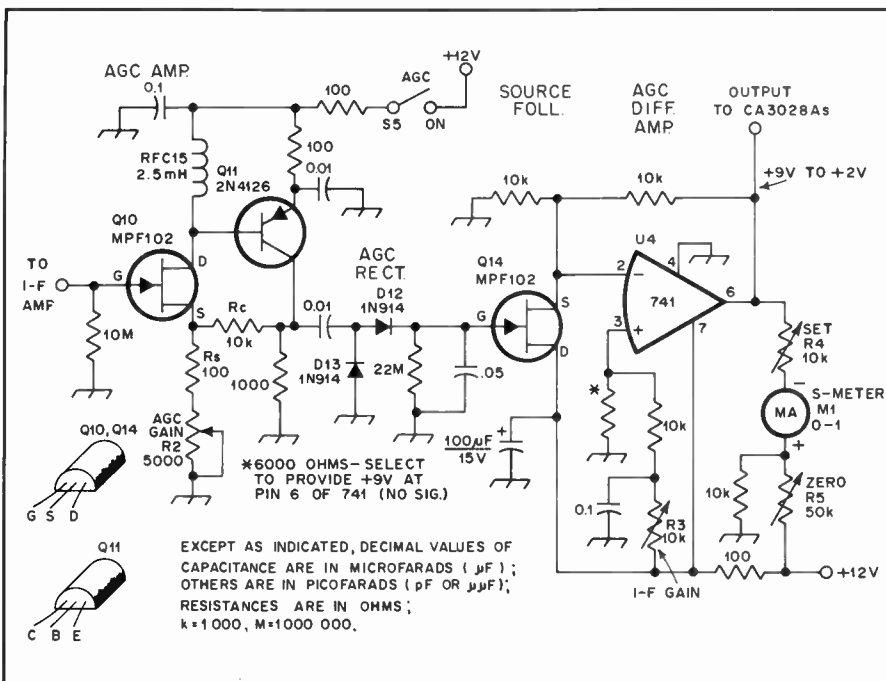 AGC AMP.
0.1
100
AGC
S5
ON
+12V
SOURCE
FOLL.
AGC
DIFF.
AMP.
OUTPUT
TO CA3028As
+9V TO +2V
RFC15
2.5mH
Q11
2N4126
100
0.01
10k
10k
Q10
MPF102
TO
I-F
AMP
G
D
S
10M
Rc
10k
Rs
100
1000
0.01
AGC
RECT.
D12
1N914
D13
1N914
22M
.05
Q14
MPF102
G
S
D
U4
741
2
−
3
+
4
6
7
SET
R4
10k
S-METER
M1
0-1
MA
−
+
AGC
GAIN
R2
5000
*
10k
0.1
R3
10k
I-F GAIN
100µF
15V
+
10k
ZERO
R5
50k
100
+12V
*6000 OHMS-SELECT
TO PROVIDE +9V AT
PIN 6 OF 741 (NO SIG.)
Q10, Q14
G S D
Q11
C B E
EXCEPT AS INDICATED, DECIMAL VALUES OF
CAPACITANCE ARE IN MICROFARADS (µF);
OTHERS ARE IN PICOFARADS (pF OR µµF);
RESISTANCES ARE IN OHMS;
k=1000, M=1000 000.